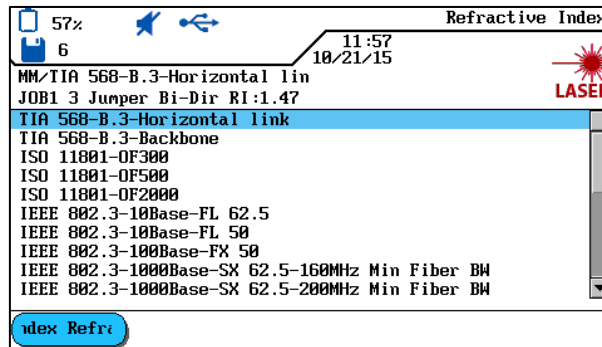 57%
Refractive Index
6
11:57
10/21/15
MM/TIA 568-B.3-Horizontal lin
JOB1 3 Jumper Bi-Dir RI:1.47
LASER
TIA 568-B.3-Horizontal link
TIA 568-B.3-Backbone
ISO 11801-OF300
ISO 11801-OF500
ISO 11801-OF2000
IEEE 802.3-10Base-FL 62.5
IEEE 802.3-10Base-FL 50
IEEE 802.3-100Base-FX 50
IEEE 802.3-1000Base-SX 62.5-160MHz Min Fiber BW
IEEE 802.3-1000Base-SX 62.5-200MHz Min Fiber BW
ndex Refra